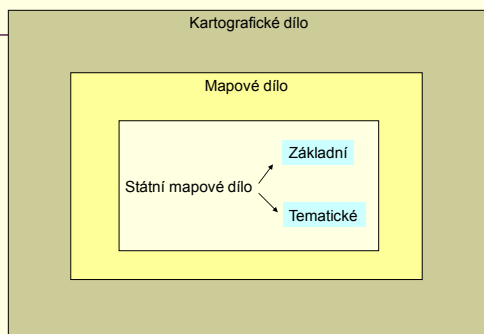 Kartografické dílo
Mapové dílo
Základní
Státní mapové dílo
Tematické